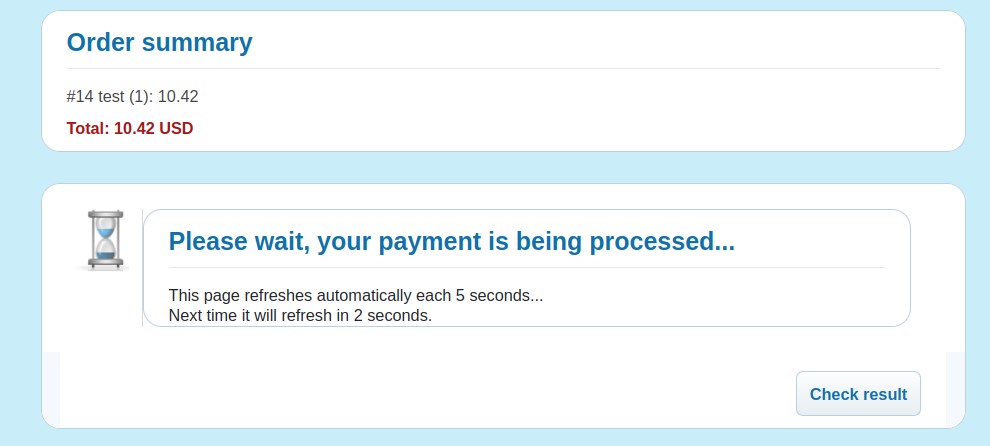 Order summary
#14 test (1): 10.42
Total: 10.42 USD
Please wait, your payment is being processed...
This page refreshes automatically each 5 seconds...
Next time it will refresh in 2 seconds.
Check result